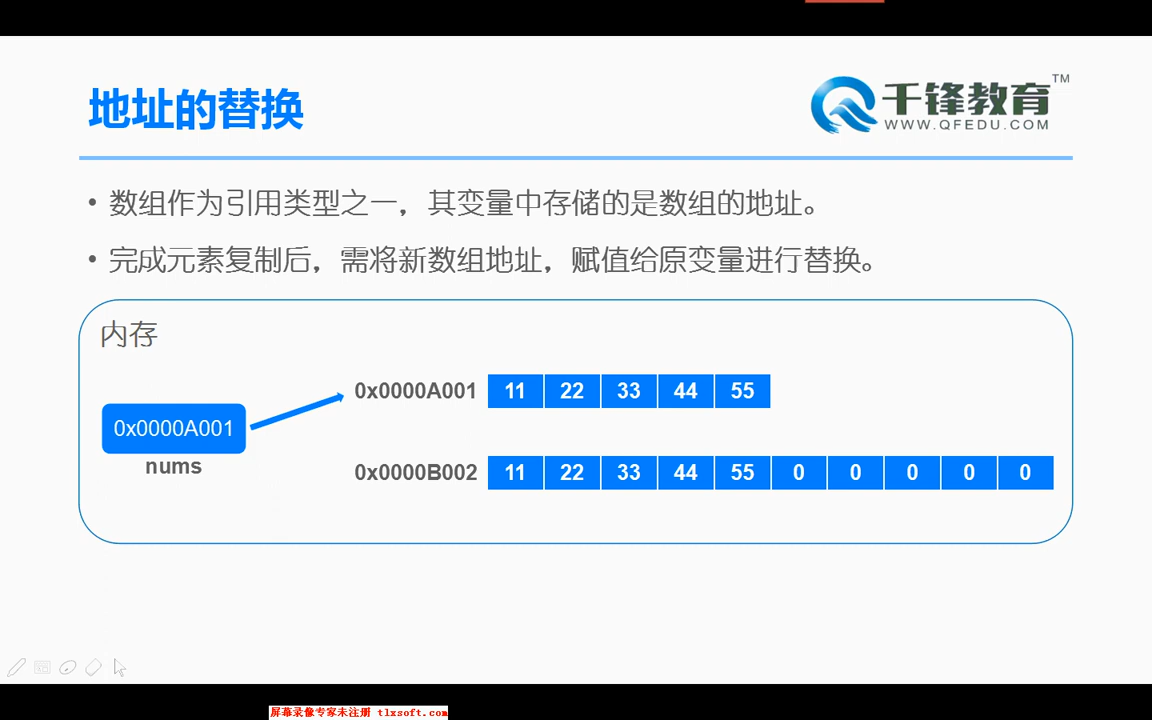 地址的替换
千锋教育 TM
WWW.QFEDU.COM
• 数组作为引用类型之一，其变量中存储的是数组的地址。
• 完成元素复制后，需将新数组地址，赋值给原变量进行替换。
内存
0x0000A001 11 22 33 44 55
0x0000A001
nums
0x0000B002 11 22 33 44 55 0 0 0 0 0
屏幕录像专家未注册 tlxsoft.com